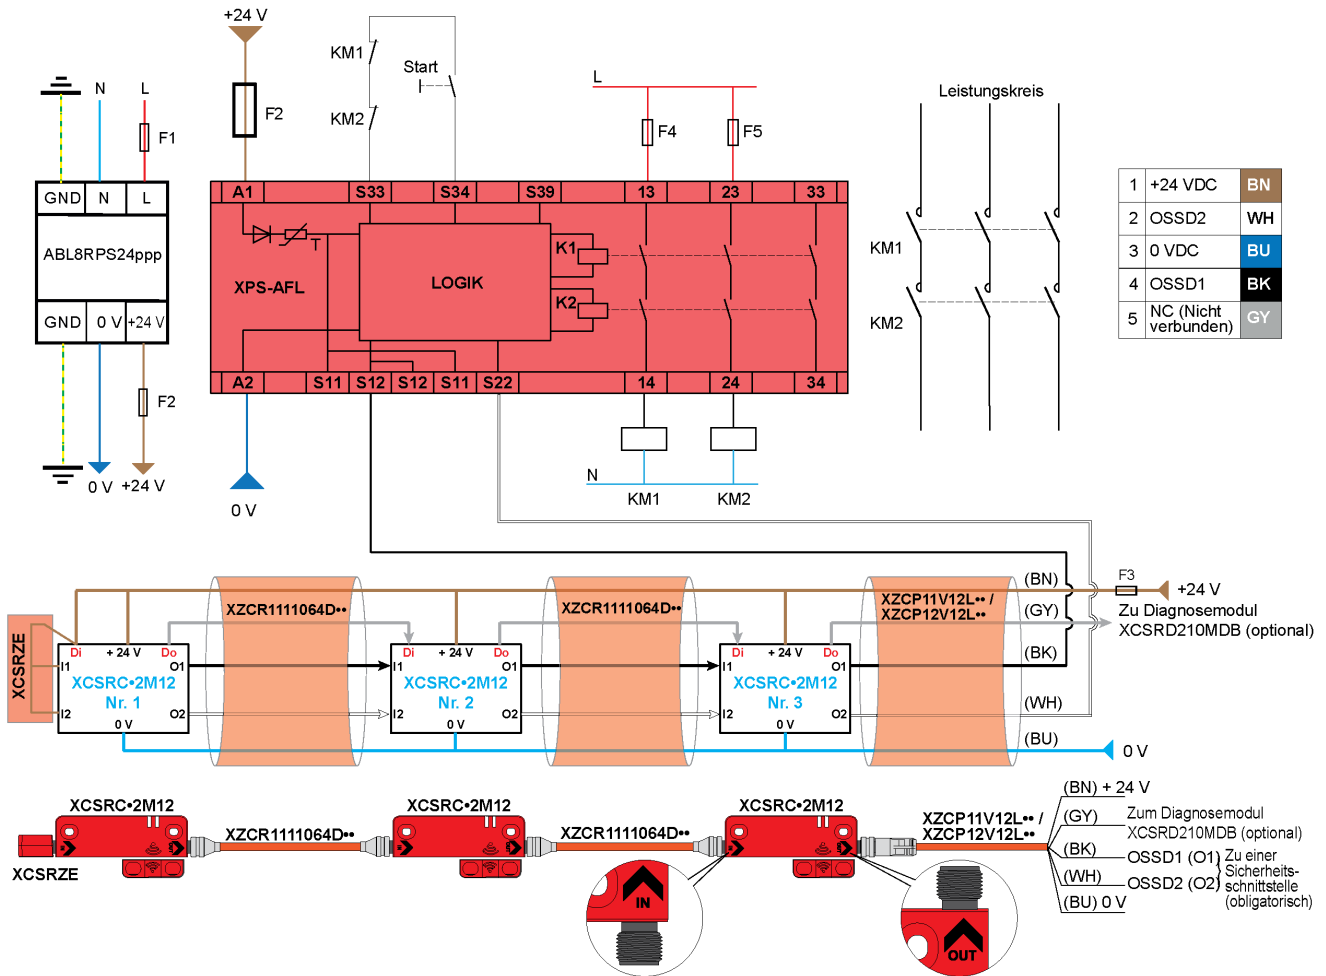 +24 V
KM1
Start
KM2
F2
N
L
F1
GND
N
L
ABL8RPS24ppp
GND
0 V
+24 V
F2
0 V
+24 V
A1
S33
S34
S39
13
23
33
T
XPS-AFL
LOGIK
K1
K2
A2
S11
S12
S12
S11
S22
14
24
34
0 V
L
F4
F5
N
KM1
KM2
Leistungskreis
KM1
KM2
1 +24 VDC BN
2 OSSD2 WH
3 0 VDC BU
4 OSSD1 BK
5 NC (Nicht verbunden) GY
XCSRZE
Di
+ 24 V
Do
I1
O1
XCSRC•2M12
Nr. 1
I2
O2
0 V
XZCR1111064D••
Di
+ 24 V
Do
I1
O1
XCSRC•2M12
Nr. 2
I2
O2
0 V
XZCR1111064D••
Di
+ 24 V
Do
I1
O1
XCSRC•2M12
Nr. 3
I2
O2
0 V
XZCP11V12L•• /
XZCP12V12L••
(BN)
F3
+24 V
(GY)
Zu Diagnosemodul
XCSRD210MDB (optional)
(BK)
(WH)
(BU)
0 V
XCSRC•2M12
XCSRC•2M12
XCSRC•2M12
XCSRZE
XZCR1111064D••
XZCR1111064D••
XZCP11V12L•• /
XZCP12V12L••
IN
OUT
(BN) + 24 V
(GY)
Zum Diagnosemodul
XCSRD210MDB (optional)
(BK)
OSSD1 (O1)
(WH)
OSSD2 (O2)
Zu einer
Sicherheits-
schnittstelle
(obligatorisch)
(BU) 0 V